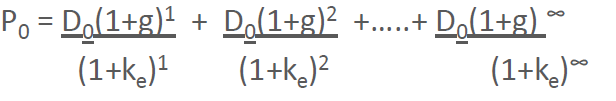 P₀ = D₀(1+g)¹ + D₀(1+g)² +.....+ D₀(1+g) ∞
(1+kₑ)¹ (1+kₑ)² (1+kₑ)∞